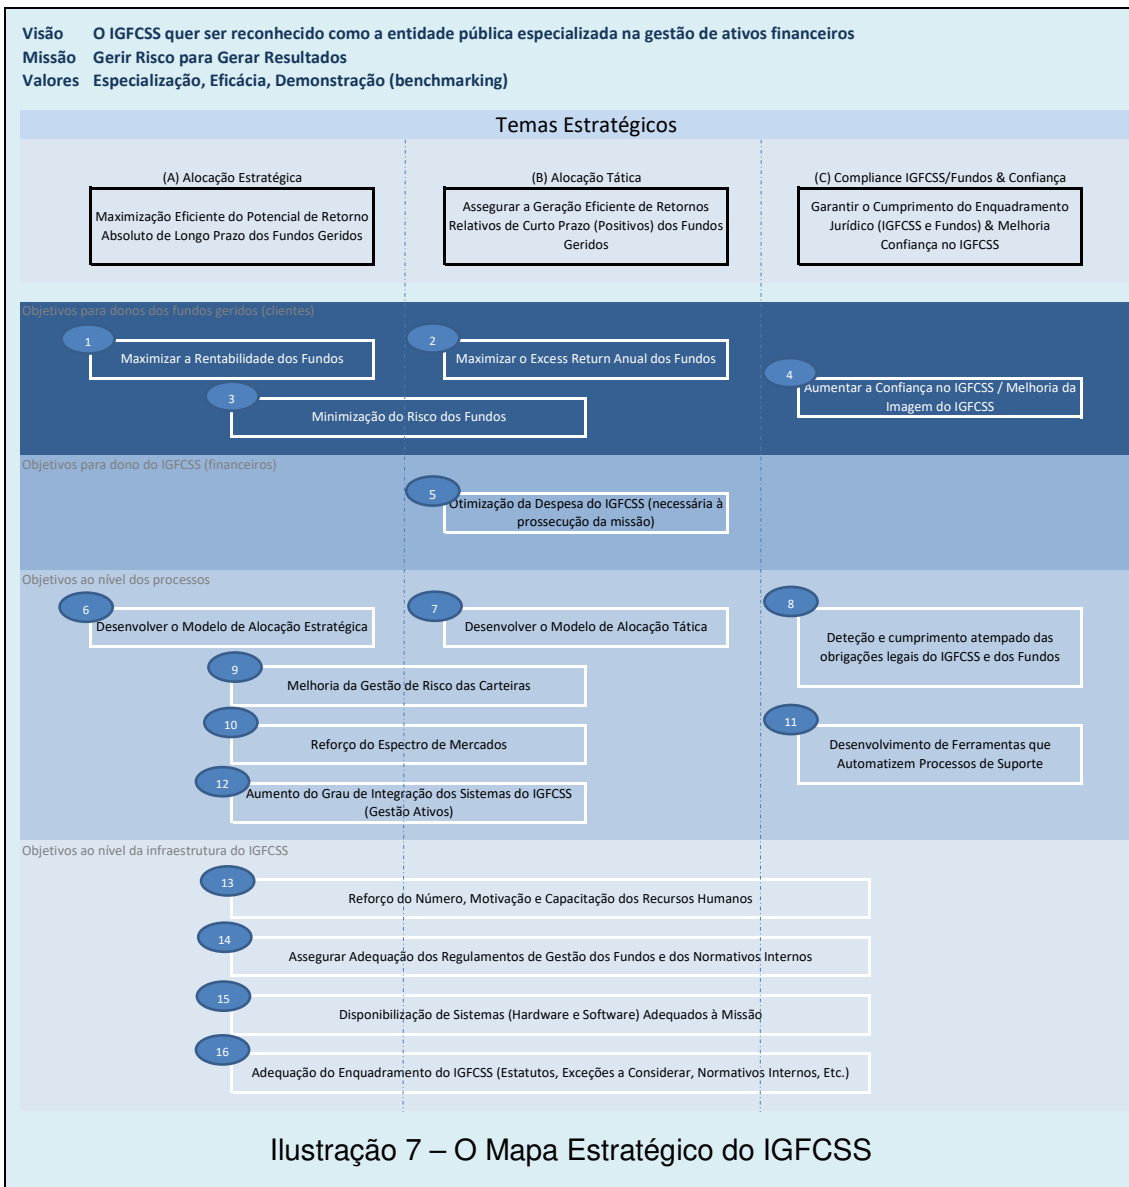 Visão O IGFCSS quer ser reconhecido como a entidade pública especializada na gestão de ativos financeiros
Missão Gerir Risco para Gerar Resultados
Valores Especialização, Eficácia, Demonstração (benchmarking)
Temas Estratégicos
(A) Alocação Estratégica
Maximização Eficiente do Potencial de Retorno
Absoluto de Longo Prazo dos Fundos Geridos
(B) Alocação Tática
Assegurar a Geração Eficiente de Retornos
Relativos de Curto Prazo (Positivos) dos Fundos
Geridos
(C) Compliance IGFCSS/Fundos & Confiança
Garantir o Cumprimento do Enquadramento
Jurídico (IGFCSS e Fundos) & Melhoria
Confiança no IGFCSS
Objetivos para donos dos fundos geridos (clientes)
1
Maximizar a Rentabilidade dos Fundos
2
Maximizar o Excess Return Anual dos Fundos
3
Minimização do Risco dos Fundos
4
Aumentar a Confiança no IGFCSS / Melhoria da
Imagem do IGFCSS
Objetivos para dono do IGFCSS (financeiros)
5
Otimização da Despesa do IGFCSS (necessária à
prossecução da missão)
Objetivos ao nível dos processos
6
Desenvolver o Modelo de Alocação Estratégica
7
Desenvolver o Modelo de Alocação Tática
8
Deteção e cumprimento atempado das
obrigações legais do IGFCSS e dos Fundos
9
Melhoria da Gestão de Risco das Carteiras
10
Reforço do Espectro de Mercados
11
Desenvolvimento de Ferramentas que
Automatizem Processos de Suporte
12
Aumento do Grau de Integração dos Sistemas do IGFCSS
(Gestão Ativos)
Objetivos ao nível da infraestrutura do IGFCSS
13
Reforço do Número, Motivação e Capacitação dos Recursos Humanos
14
Assegurar Adequação dos Regulamentos de Gestão dos Fundos e dos Normativos Internos
15
Disponibilização de Sistemas (Hardware e Software) Adequados à Missão
16
Adequação do Enquadramento do IGFCSS (Estatutos, Exceções a Considerar, Normativos Internos, Etc.)
Ilustração 7 – O Mapa Estratégico do IGFCSS